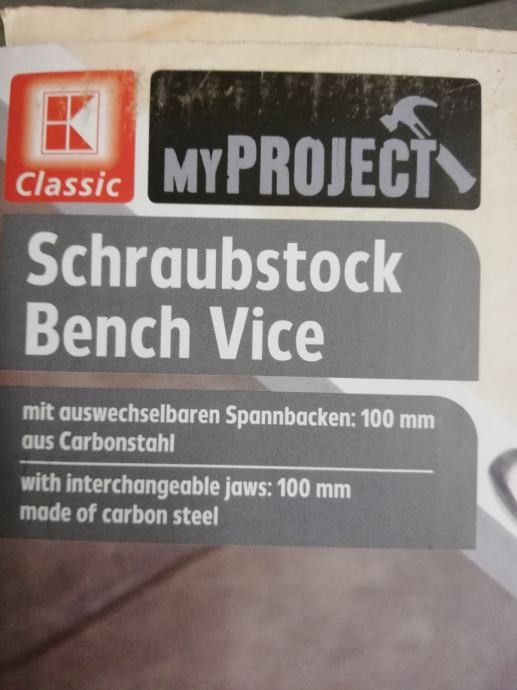 K
Classic
MYPROJECT
Schraubstock
Bench Vice
mit auswechselbaren Spannbacken: 100 mm
aus Carbonstahl
with interchangeable jaws: 100 mm
made of carbon steel